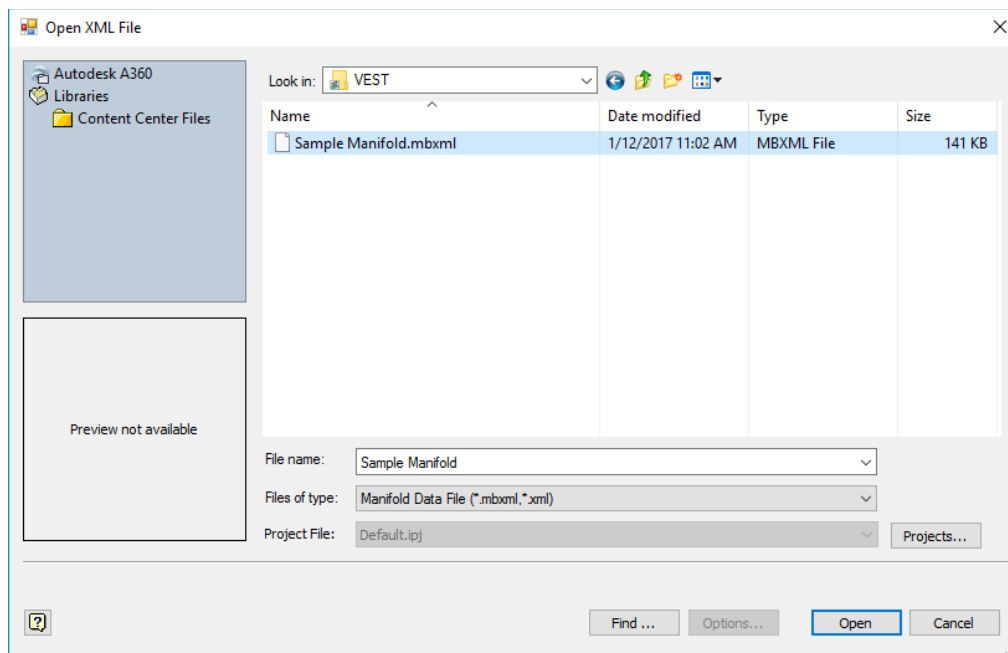 Open XML File
Autodesk A360
Libraries
Content Center Files
Look in: VEST
Name Date modified Type Size
Sample Manifold.mbxml 1/12/2017 11:02 AM MBXML File 141 KB
Preview not available
File name: Sample Manifold
Files of type: Manifold Data File (*.mbxml,*.xml)
Project File: Default.ipj Projects...
Find ... Options... Open Cancel